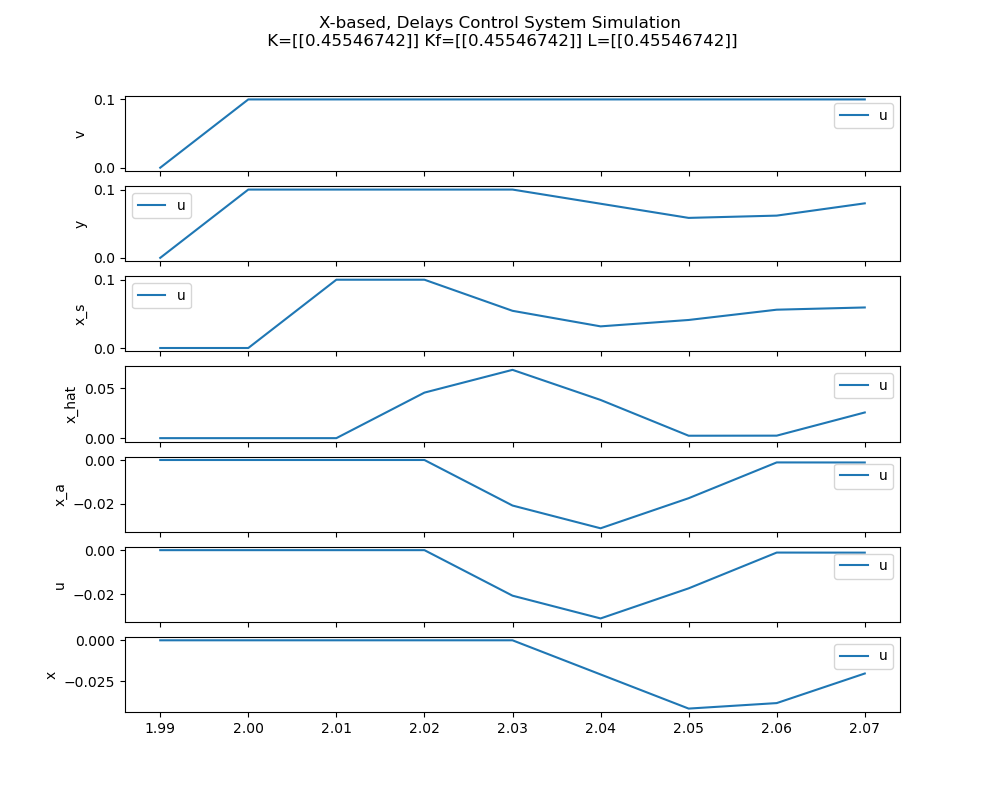 X-based, Delays Control System Simulation
K=[[0.45546742]] Kf=[[0.45546742]] L=[[0.45546742]]
0.1
v
0.0
u
0.1
y
0.0
u
0.1
x_s
0.0
u
0.05
x_hat
0.00
u
0.00
x_a
−0.02
u
0.00
u
−0.02
u
0.000
x
−0.025
u
1.99 2.00 2.01 2.02 2.03 2.04 2.05 2.06 2.07